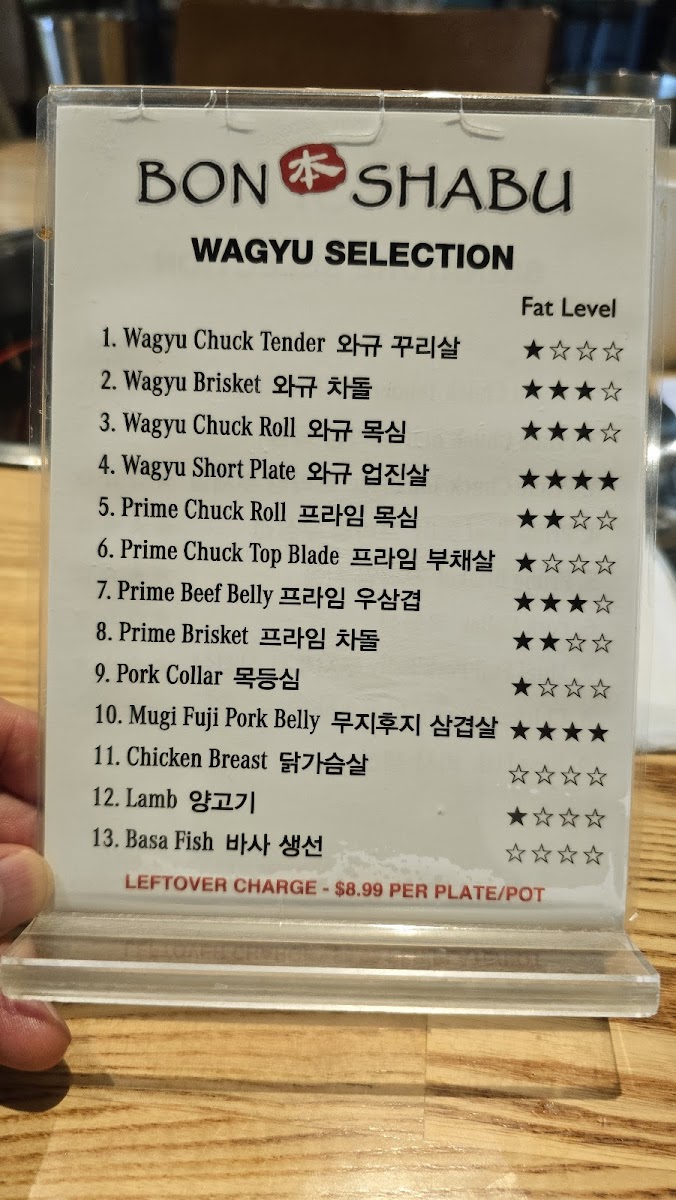 BON 本 SHABU
WAGYU SELECTION
Fat Level
1. Wagyu Chuck Tender 와규 꾸리살 ★☆☆☆
2. Wagyu Brisket 와규 차돌 ★★★☆
3. Wagyu Chuck Roll 와규 목심 ★★★☆
4. Wagyu Short Plate 와규 업진살 ★★★★
5. Prime Chuck Roll 프라임 목심 ★★☆☆
6. Prime Chuck Top Blade 프라임 부채살 ★☆☆☆
7. Prime Beef Belly 프라임 우삼겹 ★★★☆
8. Prime Brisket 프라임 차돌 ★★☆☆
9. Pork Collar 목등심 ★☆☆☆
10. Mugi Fuji Pork Belly 무지후지 삼겹살 ★★★★
11. Chicken Breast 닭가슴살 ☆☆☆☆
12. Lamb 양고기 ★☆☆☆
13. Basa Fish 바사 생선 ☆☆☆☆
LEFTOVER CHARGE - $8.99 PER PLATE/POT